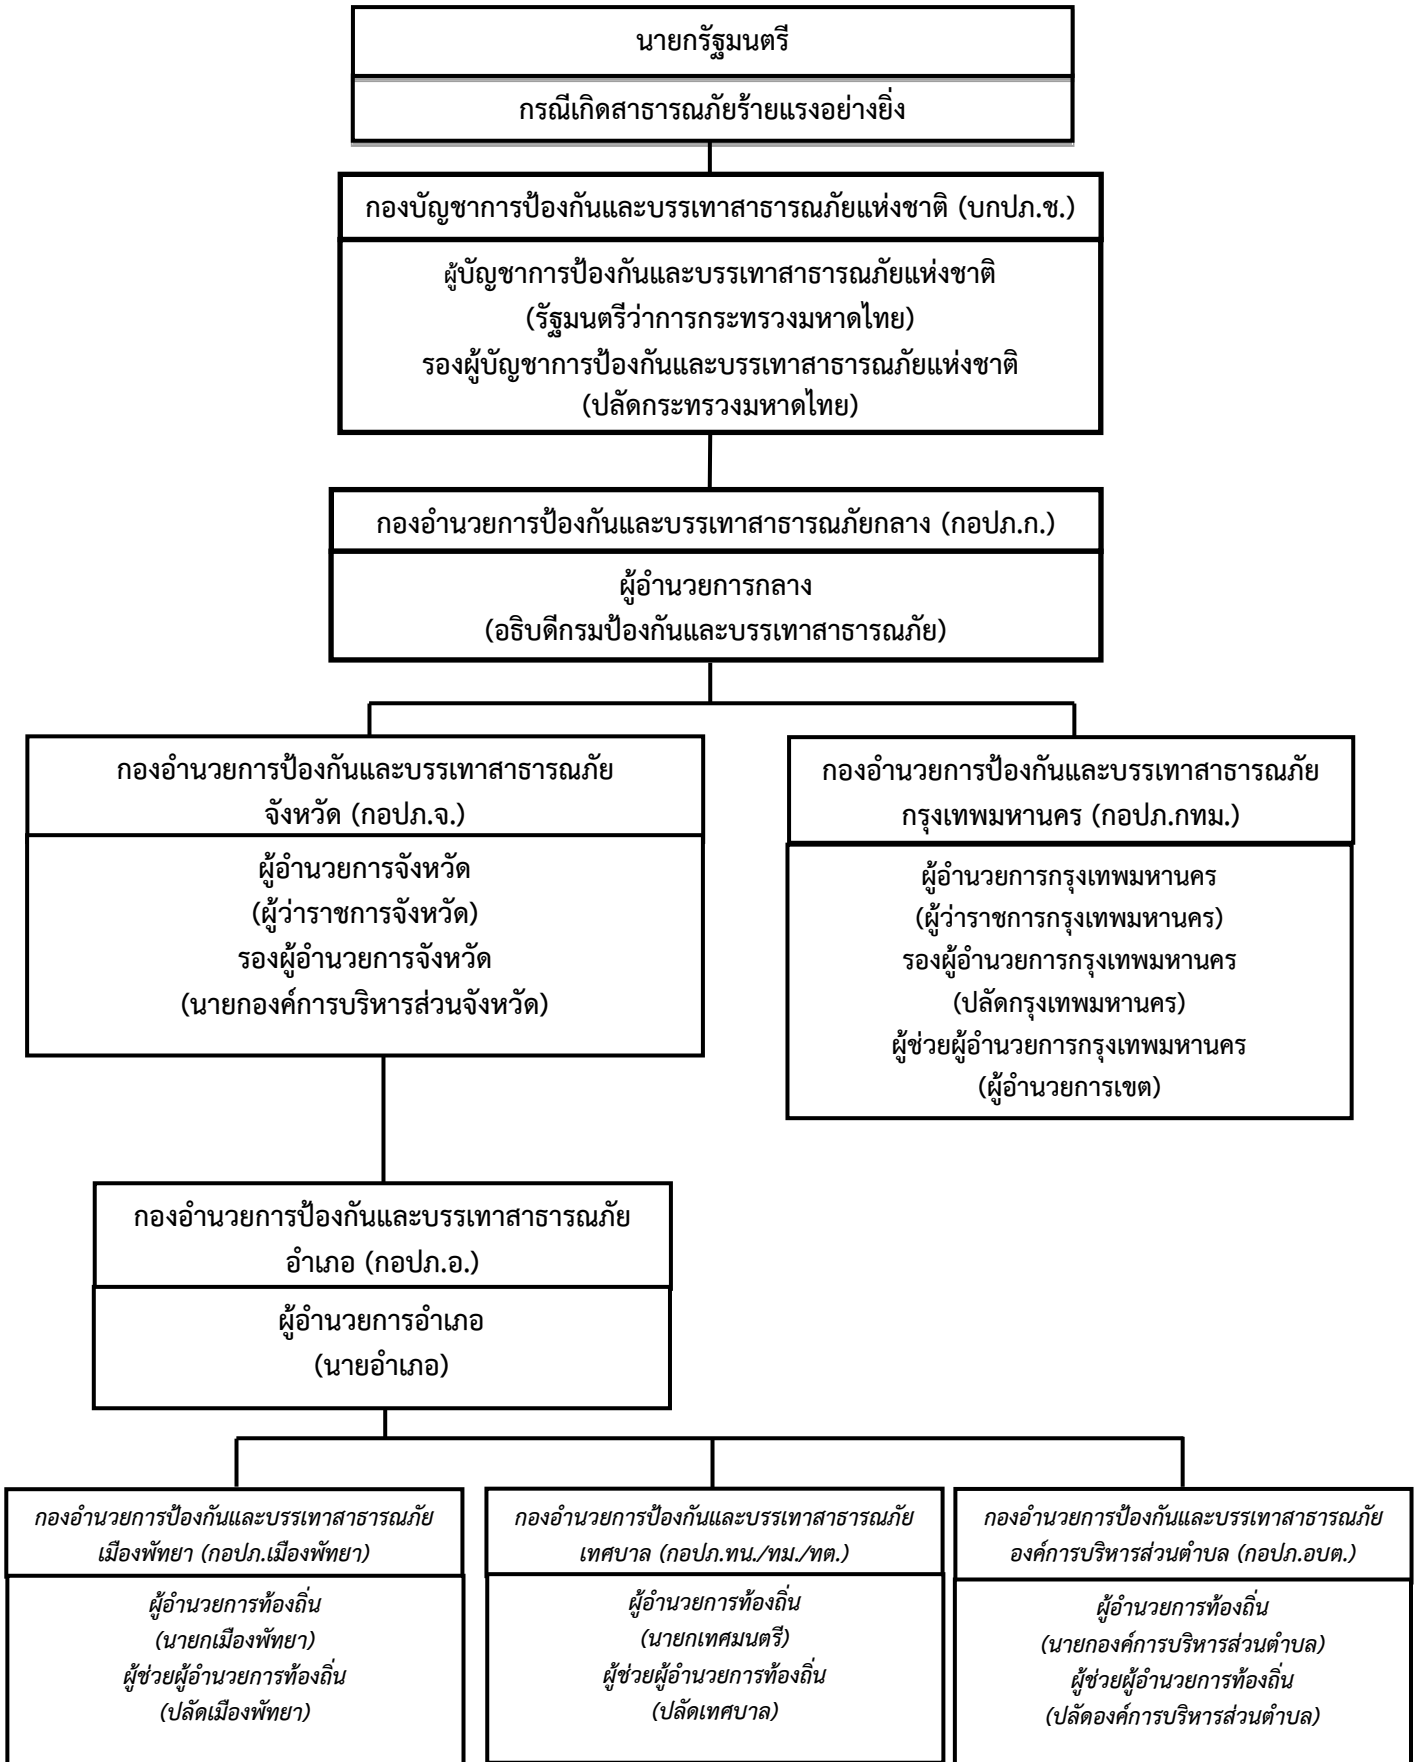 นายกรัฐมนตรี
กรณีเกิดสาธารณภัยร้ายแรงอย่างยิ่ง
กองบัญชาการป้องกันและบรรเทาสาธารณภัยแห่งชาติ (บกปภ.ช.)
ผู้บัญชาการป้องกันและบรรเทาสาธารณภัยแห่งชาติ
(รัฐมนตรีว่าการกระทรวงมหาดไทย)
รองผู้บัญชาการป้องกันและบรรเทาสาธารณภัยแห่งชาติ
(ปลัดกระทรวงมหาดไทย)
กองอำนวยการป้องกันและบรรเทาสาธารณภัยกลาง (กอปภ.ก.)
ผู้อำนวยการกลาง
(อธิบดีกรมป้องกันและบรรเทาสาธารณภัย)
กองอำนวยการป้องกันและบรรเทาสาธารณภัย
จังหวัด (กอปภ.จ.)
ผู้อำนวยการจังหวัด
(ผู้ว่าราชการจังหวัด)
รองผู้อำนวยการจังหวัด
(นายกองค์การบริหารส่วนจังหวัด)
กองอำนวยการป้องกันและบรรเทาสาธารณภัย
กรุงเทพมหานคร (กอปภ.กทม.)
ผู้อำนวยการกรุงเทพมหานคร
(ผู้ว่าราชการกรุงเทพมหานคร)
รองผู้อำนวยการกรุงเทพมหานคร
(ปลัดกรุงเทพมหานคร)
ผู้ช่วยผู้อำนวยการกรุงเทพมหานคร
(ผู้อำนวยการเขต)
กองอำนวยการป้องกันและบรรเทาสาธารณภัย
อำเภอ (กอปภ.อ.)
ผู้อำนวยการอำเภอ
(นายอำเภอ)
กองอำนวยการป้องกันและบรรเทาสาธารณภัย
เมืองพัทยา (กอปภ.เมืองพัทยา)
ผู้อำนวยการท้องถิ่น
(นายกเมืองพัทยา)
ผู้ช่วยผู้อำนวยการท้องถิ่น
(ปลัดเมืองพัทยา)
กองอำนวยการป้องกันและบรรเทาสาธารณภัย
เทศบาล (กอปภ.ทน./ทม./ทต.)
ผู้อำนวยการท้องถิ่น
(นายกเทศมนตรี)
ผู้ช่วยผู้อำนวยการท้องถิ่น
(ปลัดเทศบาล)
กองอำนวยการป้องกันและบรรเทาสาธารณภัย
องค์การบริหารส่วนตำบล (กอปภ.อบต.)
ผู้อำนวยการท้องถิ่น
(นายกองค์การบริหารส่วนตำบล)
ผู้ช่วยผู้อำนวยการท้องถิ่น
(ปลัดองค์การบริหารส่วนตำบล)